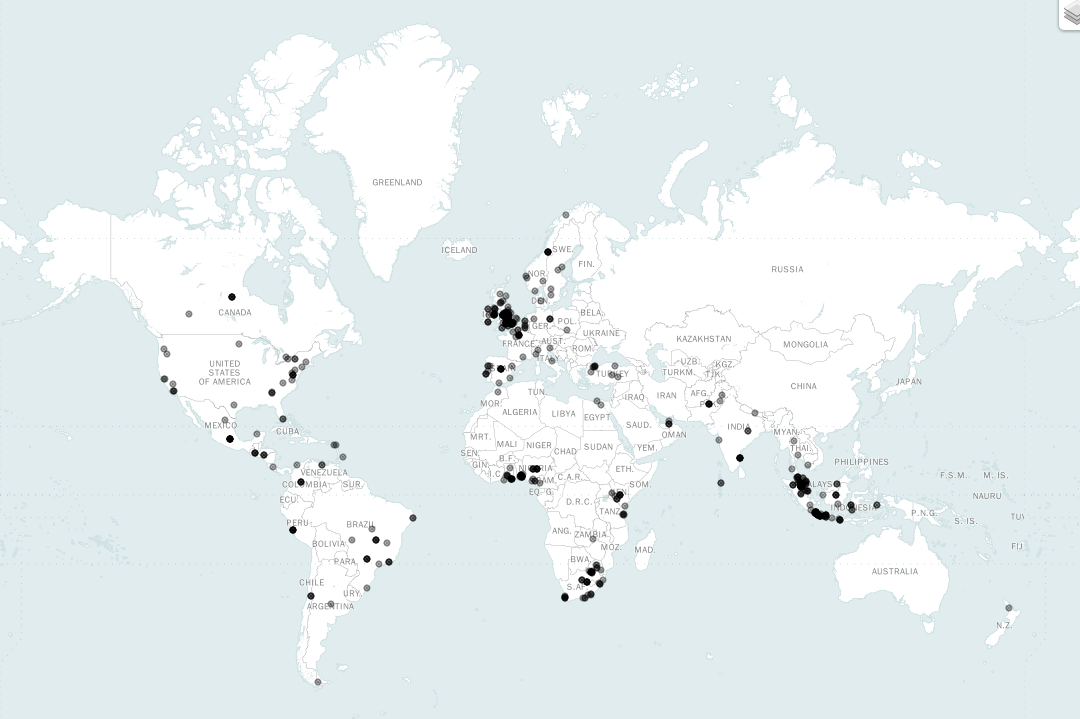 GREENLAND
ICELAND
SWE.
FIN.
NOR.
RUSSIA
CANADA
DEN.
BELA.
GER.
POL.
UKRAINE
FRANCE
AUST.
ROM.
KAZAKHSTAN
MONGOLIA
ITALY
UZB.
KGZ.
UNITED
STATES
OF AMERICA
TURKEY
TURKM.
TJK.
CHINA
JAPAN
MOR.
TUN.
IRAQ
IRAN
AFG.
ALGERIA
LIBYA
EGYPT
MEXICO
CUBA
SAUD.
INDIA
OMAN
MYAN.
MRT.
MALI
NIGER
SUDAN
YEM.
THAI.
CHAD
SEN.
B.F.
PHILIPPINES
GIN.
NIGERIA
ETH.
VENEZUELA
C.A.R.
F.S.M.
M. IS.
COLOMBIA
SUR.
SOM.
EQ. G.
NAURU
ECU.
D.R.C.
TANZ.
INDONESIA
P.N.G.
TUV
S. IS.
PERU
BRAZIL
ANG.
ZAMBIA
BOLIVIA
MOZ.
MAD.
FIJ
PARA.
BWA.
AUSTRALIA
CHILE
S.AF.
URY.
ARGENTINA
N.Z.